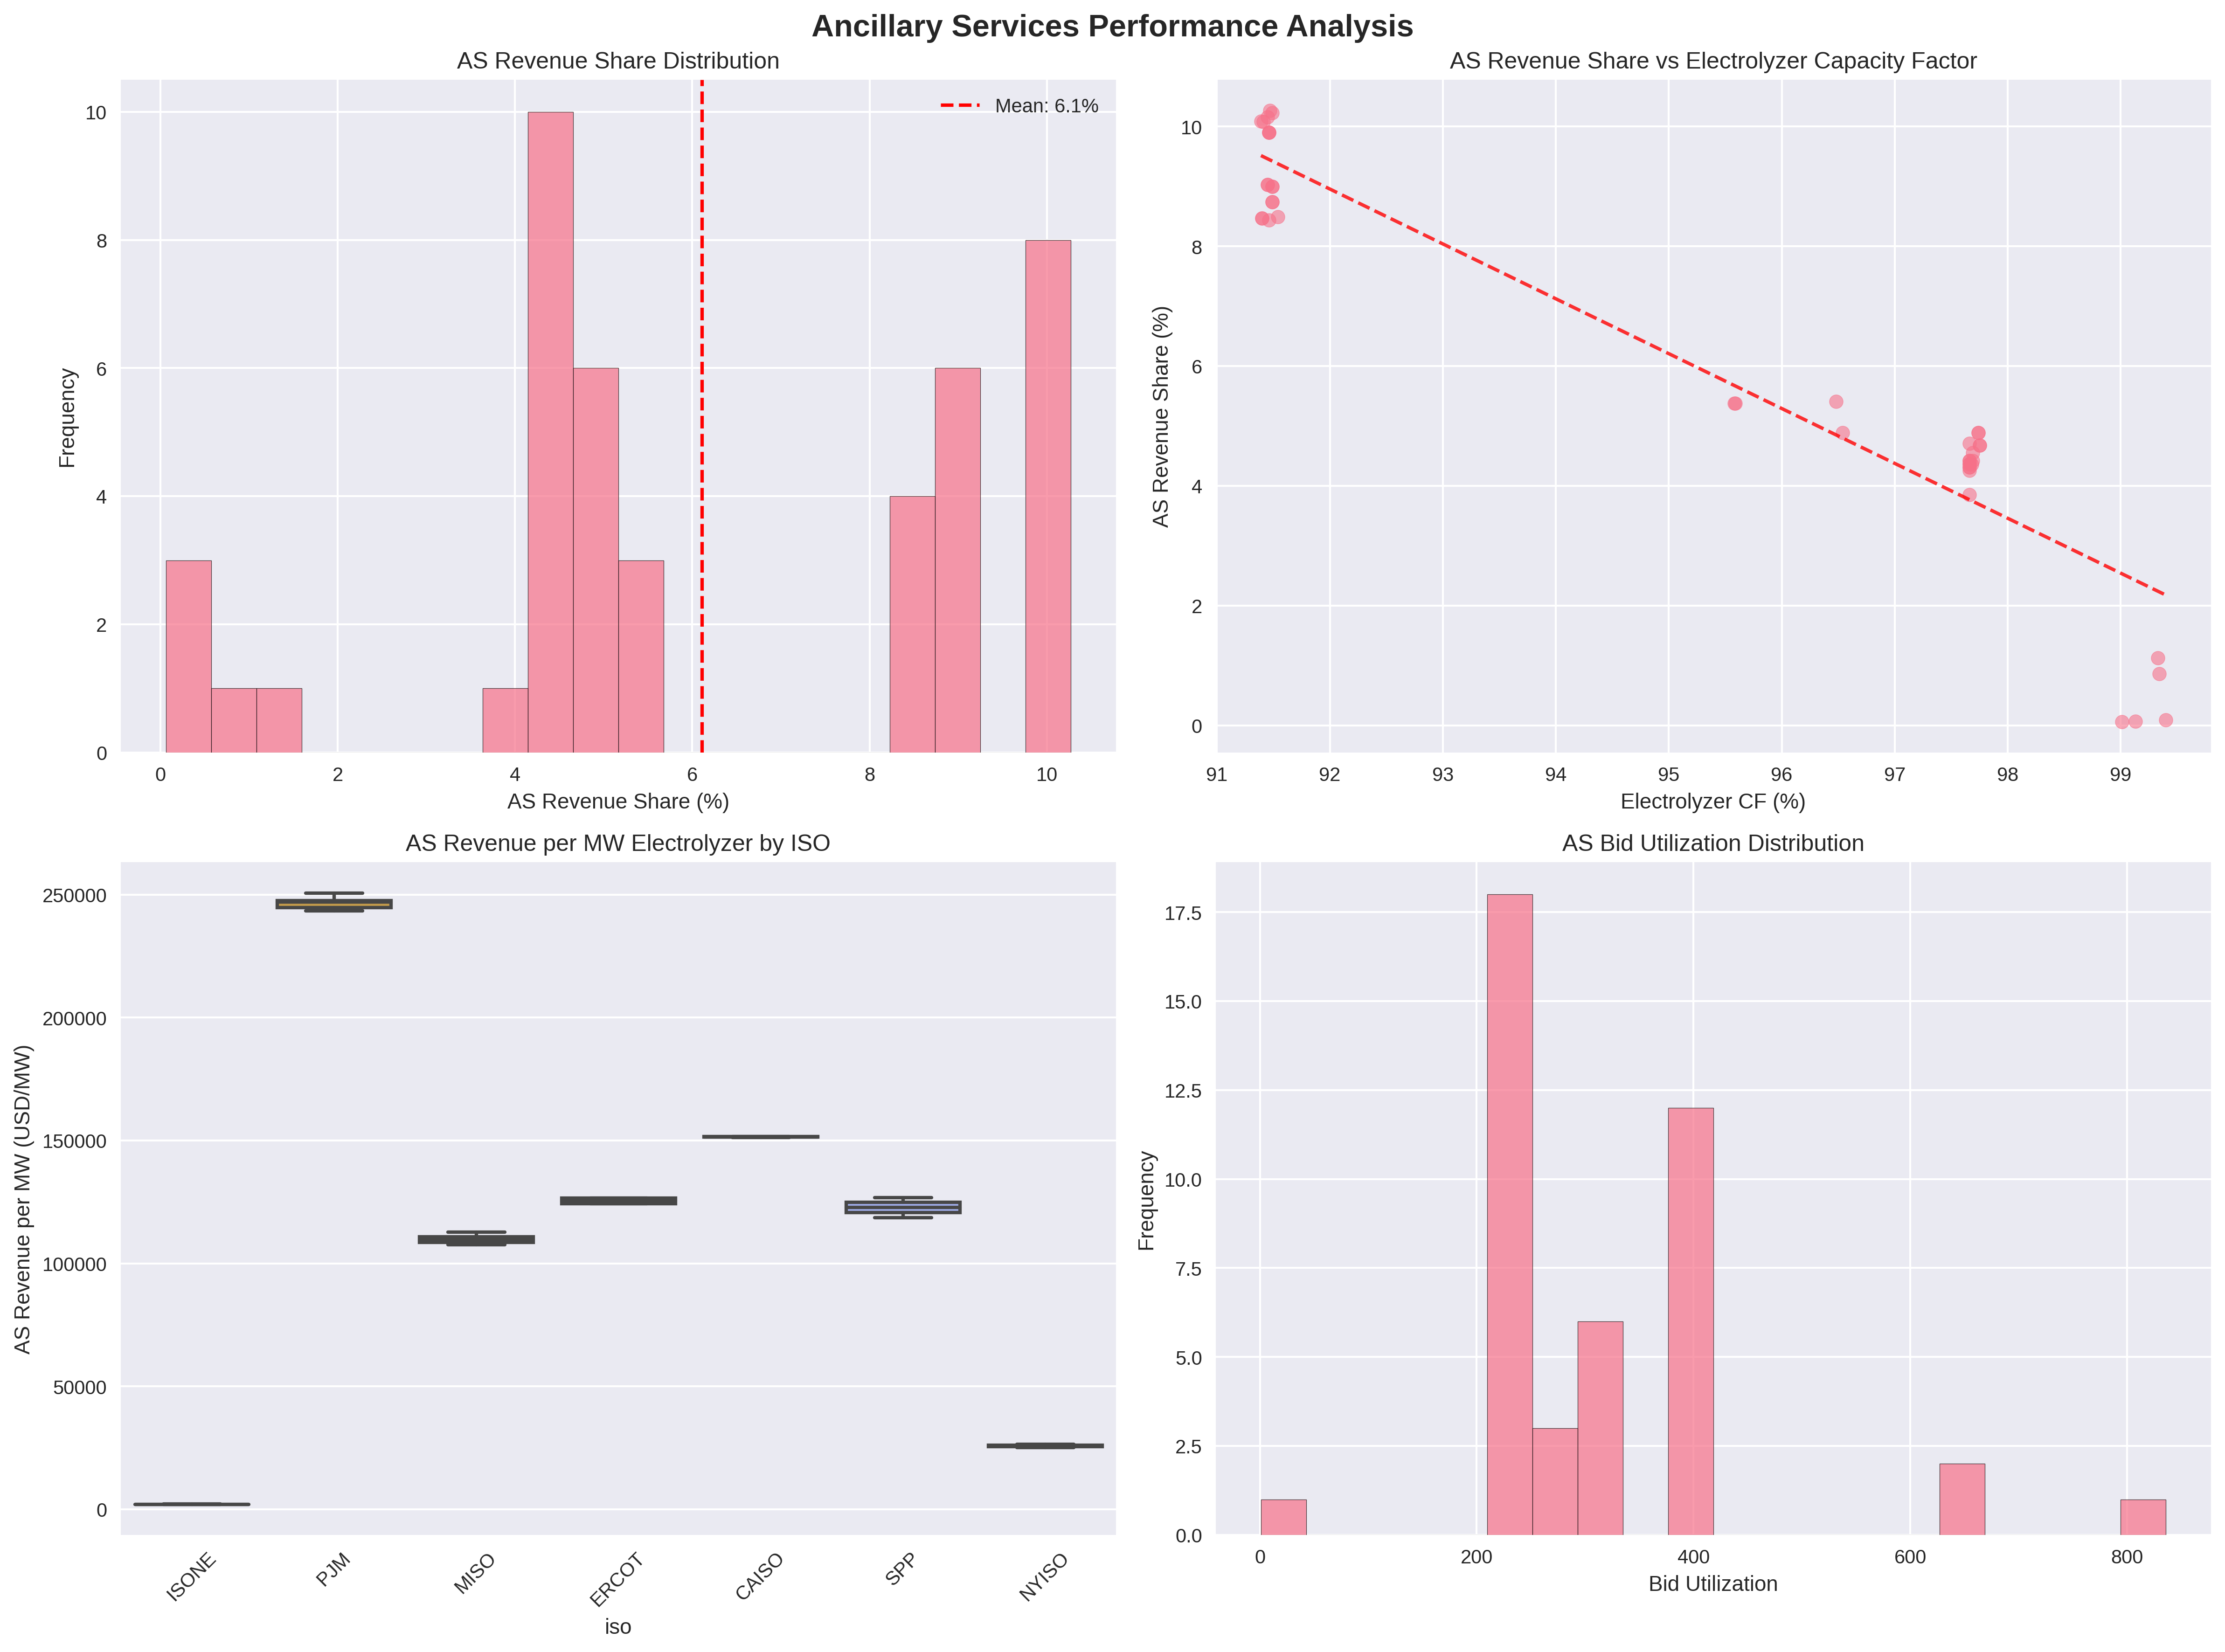 Ancillary Services Performance Analysis
AS Revenue Share Distribution
Mean: 6.1%
Frequency
10
8
6
4
2
0
0 2 4 6 8 10
AS Revenue Share (%)
AS Revenue Share vs Electrolyzer Capacity Factor
AS Revenue Share (%)
10
8
6
4
2
0
91 92 93 94 95 96 97 98 99
Electrolyzer CF (%)
AS Revenue per MW Electrolyzer by ISO
AS Revenue per MW (USD/MW)
250000
200000
150000
100000
50000
0
ISONE PJM MISO ERCOT CAISO SPP NYISO
iso
AS Bid Utilization Distribution
Frequency
17.5
15.0
12.5
10.0
7.5
5.0
2.5
0.0
0 200 400 600 800
Bid Utilization